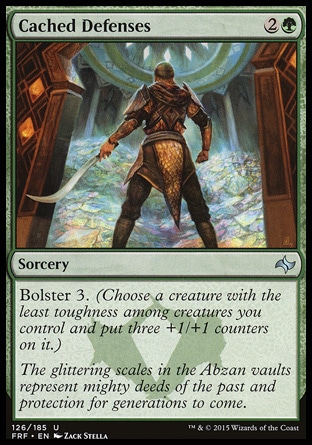 Cached Defenses 2
Sorcery
Bolster 3. (Choose a creature with the
least toughness among creatures you
control and put three +1/+1 counters
on it.)
The glittering scales in the Abzan vaults
represent mighty deeds of the past and
protection for generations to come.
126/185 U
FRF • EN Zack Stella
™ & © 2015 Wizards of the Coast